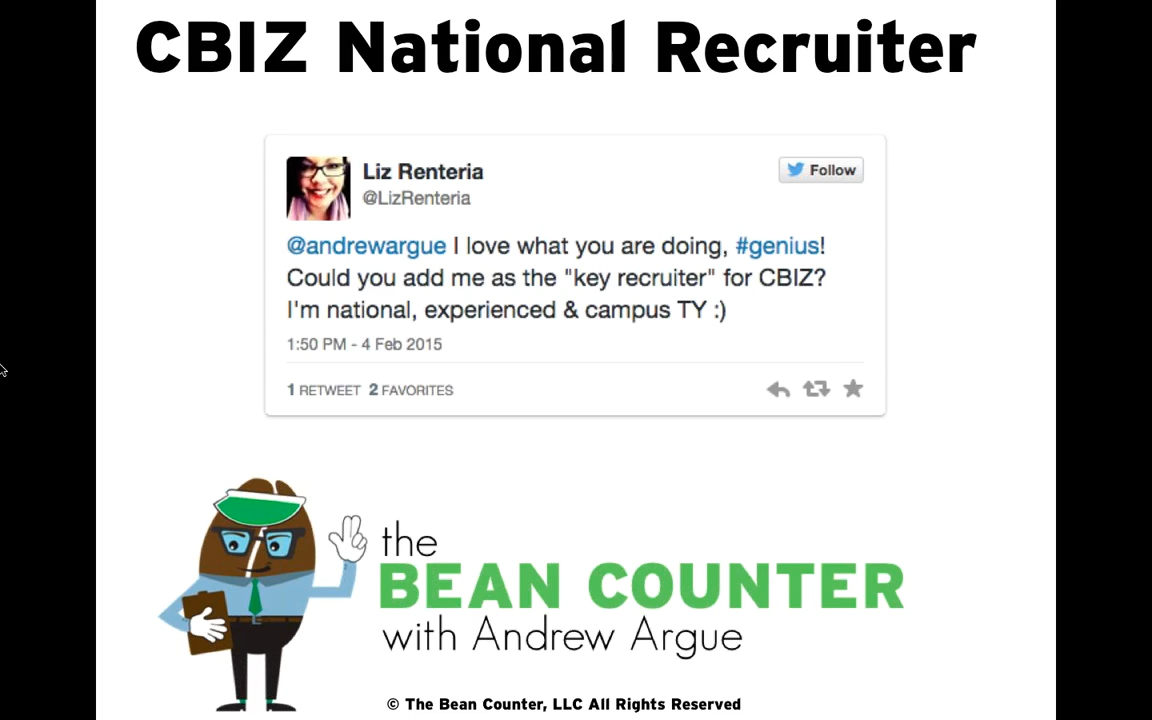 CBIZ National Recruiter
Liz Renteria
Follow
@LizRenteria
@andrewargue I love what you are doing, #genius!
Could you add me as the "key recruiter" for CBIZ?
I'm national, experienced & campus TY :)
1:50 PM - 4 Feb 2015
1 RETWEET 2 FAVORITES
the
BEAN COUNTER
with Andrew Argue
© The Bean Counter, LLC All Rights Reserved